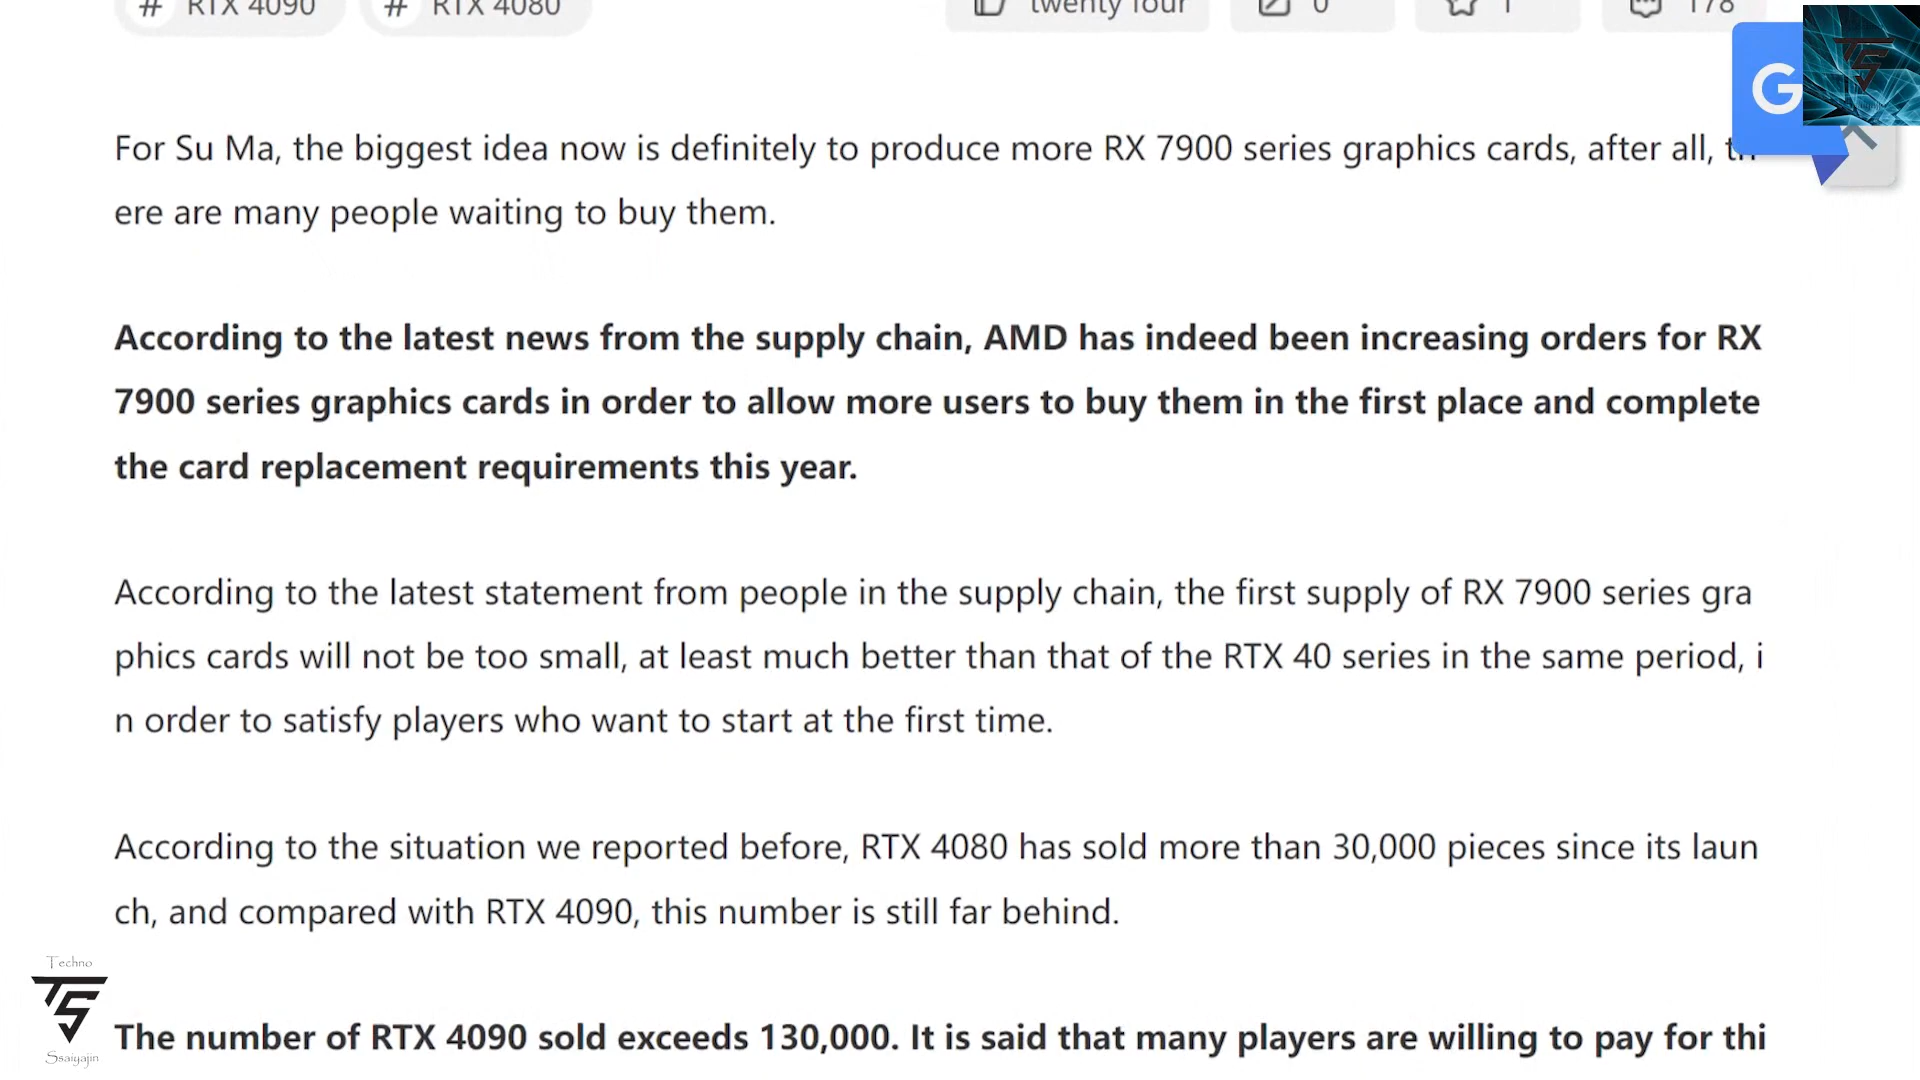 # RTX 4090 # RTX 4080 twenty four 0 1 178
G
For Su Ma, the biggest idea now is definitely to produce more RX 7900 series graphics cards, after all, th
ere are many people waiting to buy them.
According to the latest news from the supply chain, AMD has indeed been increasing orders for RX
7900 series graphics cards in order to allow more users to buy them in the first place and complete
the card replacement requirements this year.
According to the latest statement from people in the supply chain, the first supply of RX 7900 series gra
phics cards will not be too small, at least much better than that of the RTX 40 series in the same period, i
n order to satisfy players who want to start at the first time.
According to the situation we reported before, RTX 4080 has sold more than 30,000 pieces since its laun
ch, and compared with RTX 4090, this number is still far behind.
Techno
TS
Ssaiyajin
The number of RTX 4090 sold exceeds 130,000. It is said that many players are willing to pay for thi